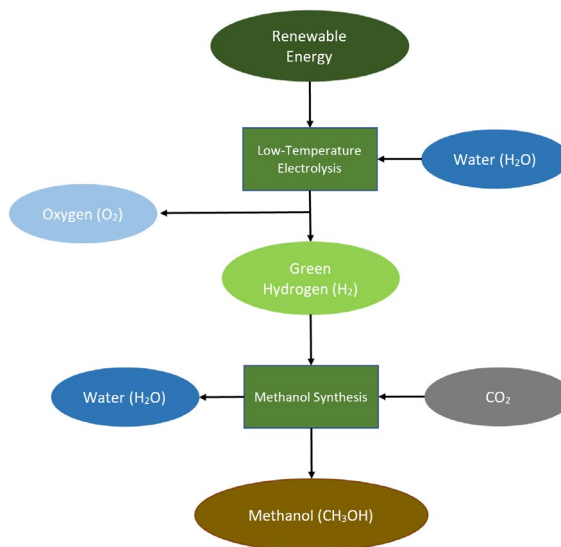 Renewable
Energy
Low-Temperature
Electrolysis
Water (H₂O)
Oxygen (O₂)
Green
Hydrogen (H₂)
Water (H₂O)
Methanol Synthesis
CO₂
Methanol (CH₃OH)